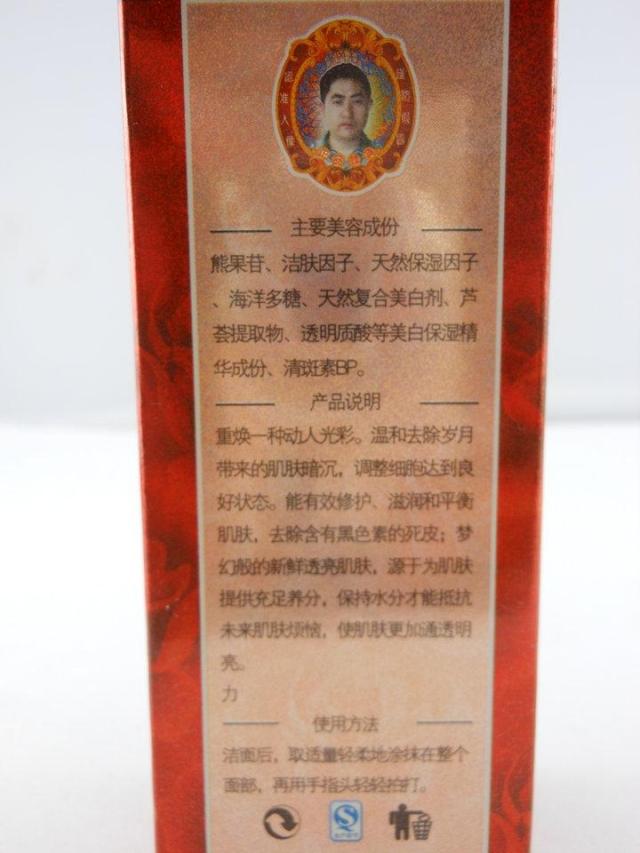 认准人像
谨防假冒
主要美容成份
熊果苷、洁肤因子、天然保湿因子
、海洋多糖、天然复合美白剂、芦
荟提取物、透明质酸等美白保湿精
华成份、清斑素BP。
产品说明
重焕一种动人光彩。温和去除岁月
带来的肌肤暗沉，调整细胞达到良
好状态。能有效修护、滋润和平衡
肌肤，去除含有黑色素的死皮；梦
幻般的新鲜透亮肌肤，源于为肌肤
提供充足养分，保持水分才能抵抗
未来肌肤烦恼，使肌肤更加通透明
亮。
力
使用方法
洁面后，取适量轻柔地涂抹在整个
面部，再用手指头轻轻拍打。